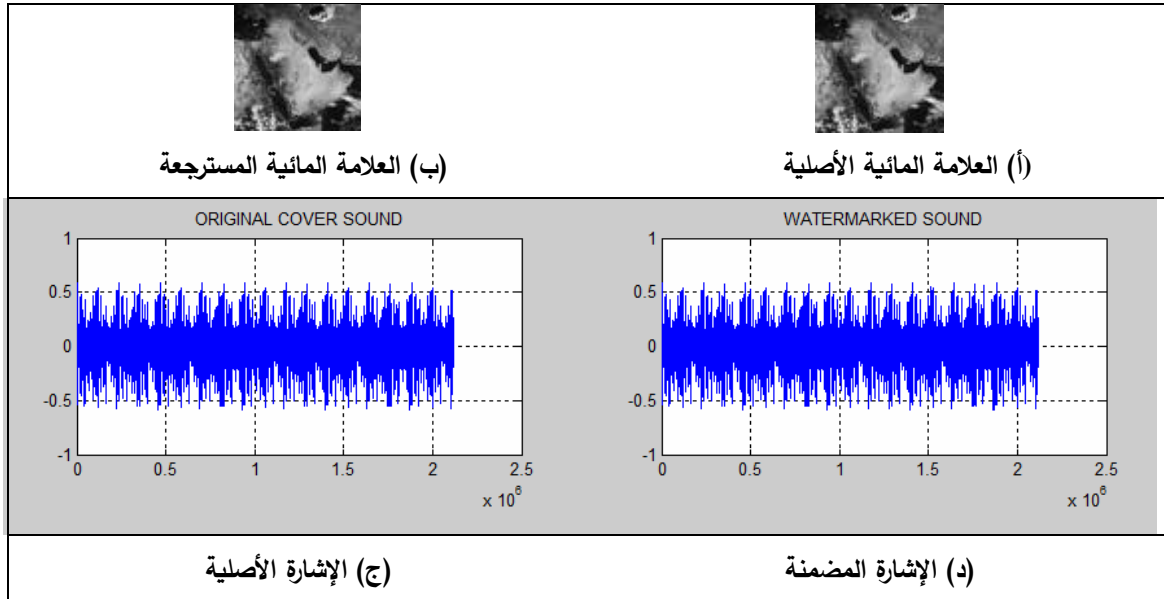 (أ) العلامة المائية الأصلية
(ب) العلامة المائية المسترجعة
ORIGINAL COVER SOUND
1
0.5
0
-0.5
-1
0 0.5 1 1.5 2 2.5
x 10^6
WATERMARKED SOUND
1
0.5
0
-0.5
-1
0 0.5 1 1.5 2 2.5
x 10^6
(ج) الإشارة الأصلية
(د) الإشارة المضمنة